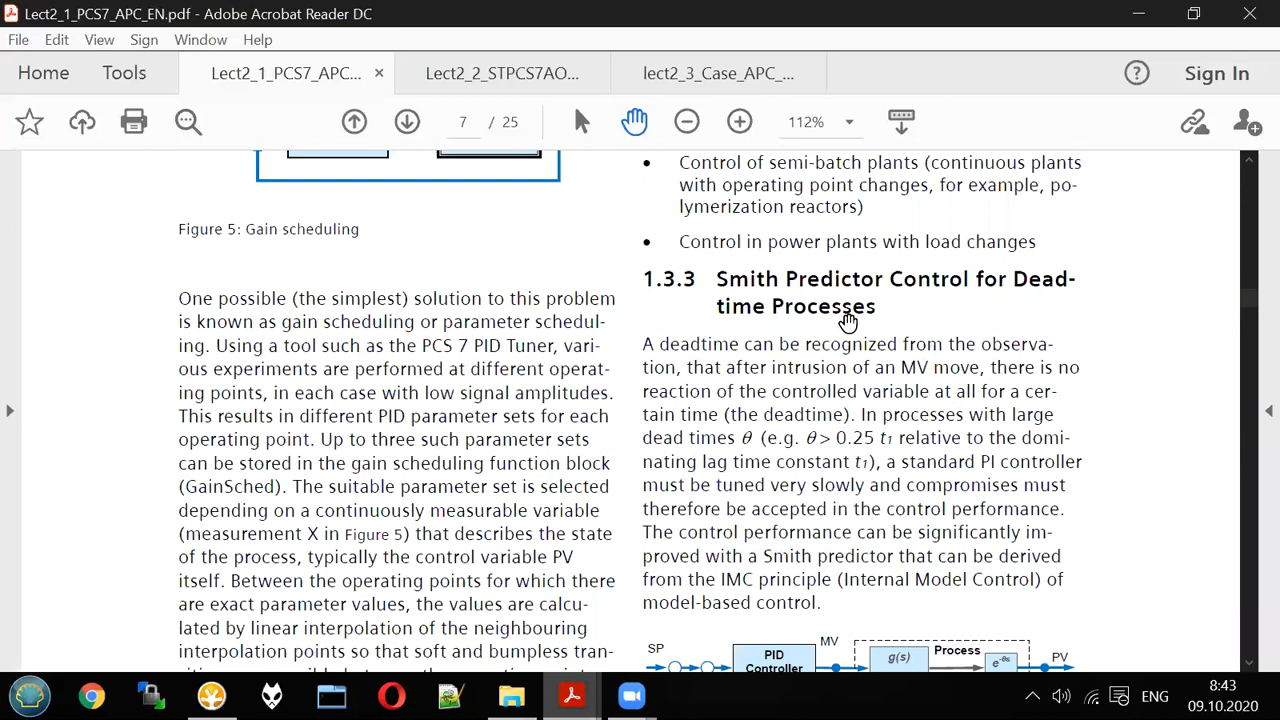 Lect2_1_PCS7_APC_EN.pdf - Adobe Acrobat Reader DC
File Edit View Sign Window Help
Home Tools Lect2_1_PCS7_APC... × Lect2_2_STPCS7AO... lect2_3_Case_APC_... Sign In
7 / 25 112%
Figure 5: Gain scheduling
One possible (the simplest) solution to this problem
is known as gain scheduling or parameter schedul-
ing. Using a tool such as the PCS 7 PID Tuner, vari-
ous experiments are performed at different operat-
ing points, in each case with low signal amplitudes.
This results in different PID parameter sets for each
operating point. Up to three such parameter sets
can be stored in the gain scheduling function block
(GainSched). The suitable parameter set is selected
depending on a continuously measurable variable
(measurement X in Figure 5) that describes the state
of the process, typically the control variable PV
itself. Between the operating points for which there
are exact parameter values, the values are calcu-
lated by linear interpolation of the neighbouring
interpolation points so that soft and bumpless tran-
• Control of semi-batch plants (continuous plants
with operating point changes, for example, po-
lymerization reactors)
• Control in power plants with load changes
1.3.3 Smith Predictor Control for Dead-
time Processes
A deadtime can be recognized from the observa-
tion, that after intrusion of an MV move, there is no
reaction of the controlled variable at all for a cer-
tain time (the deadtime). In processes with large
dead times θ (e.g. θ > 0.25 t1 relative to the domi-
nating lag time constant t1), a standard PI controller
must be tuned very slowly and compromises must
therefore be accepted in the control performance.
The control performance can be significantly im-
proved with a Smith predictor that can be derived
from the IMC principle (Internal Model Control) of
model-based control.
SP PID Controller MV g(s) Process e-θs PV
ENG 8:43
09.10.2020